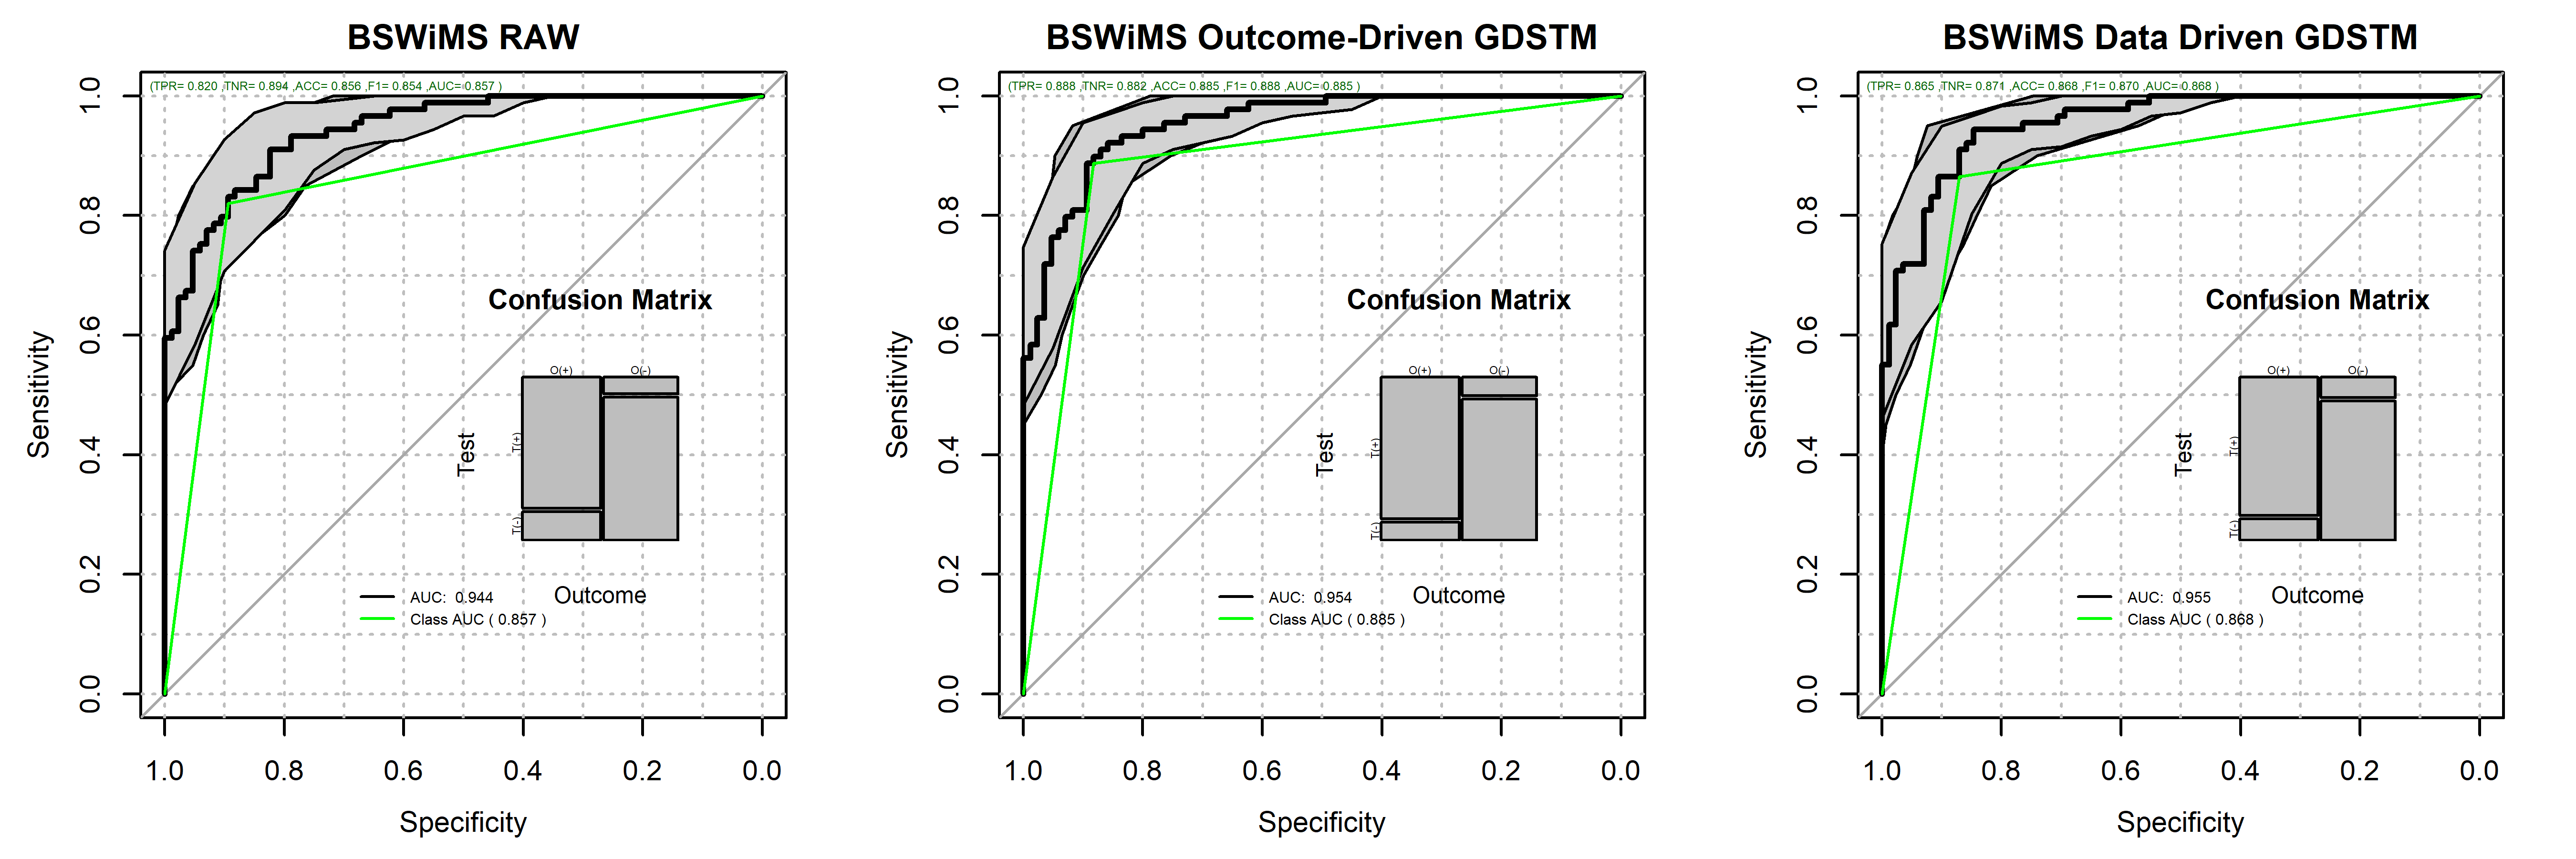 BSWiMS RAW
(TPR= 0.820 ,TNR= 0.894 ,ACC= 0.856 ,F1= 0.854 ,AUC= 0.857 )
1.0
0.8
0.6
0.4
0.2
0.0
Sensitivity
Confusion Matrix
O(+) O(-)
T(+)
T(-)
Test
Outcome
AUC: 0.944
Class AUC ( 0.857 )
1.0 0.8 0.6 0.4 0.2 0.0
Specificity
BSWiMS Outcome-Driven GDSTM
(TPR= 0.888 ,TNR= 0.882 ,ACC= 0.885 ,F1= 0.888 ,AUC= 0.885 )
1.0
0.8
0.6
0.4
0.2
0.0
Sensitivity
Confusion Matrix
O(+) O(-)
T(+)
T(-)
Test
Outcome
AUC: 0.954
Class AUC ( 0.885 )
1.0 0.8 0.6 0.4 0.2 0.0
Specificity
BSWiMS Data Driven GDSTM
(TPR= 0.865 ,TNR= 0.871 ,ACC= 0.868 ,F1= 0.870 ,AUC= 0.868 )
1.0
0.8
0.6
0.4
0.2
0.0
Sensitivity
Confusion Matrix
O(+) O(-)
T(+)
T(-)
Test
Outcome
AUC: 0.955
Class AUC ( 0.868 )
1.0 0.8 0.6 0.4 0.2 0.0
Specificity